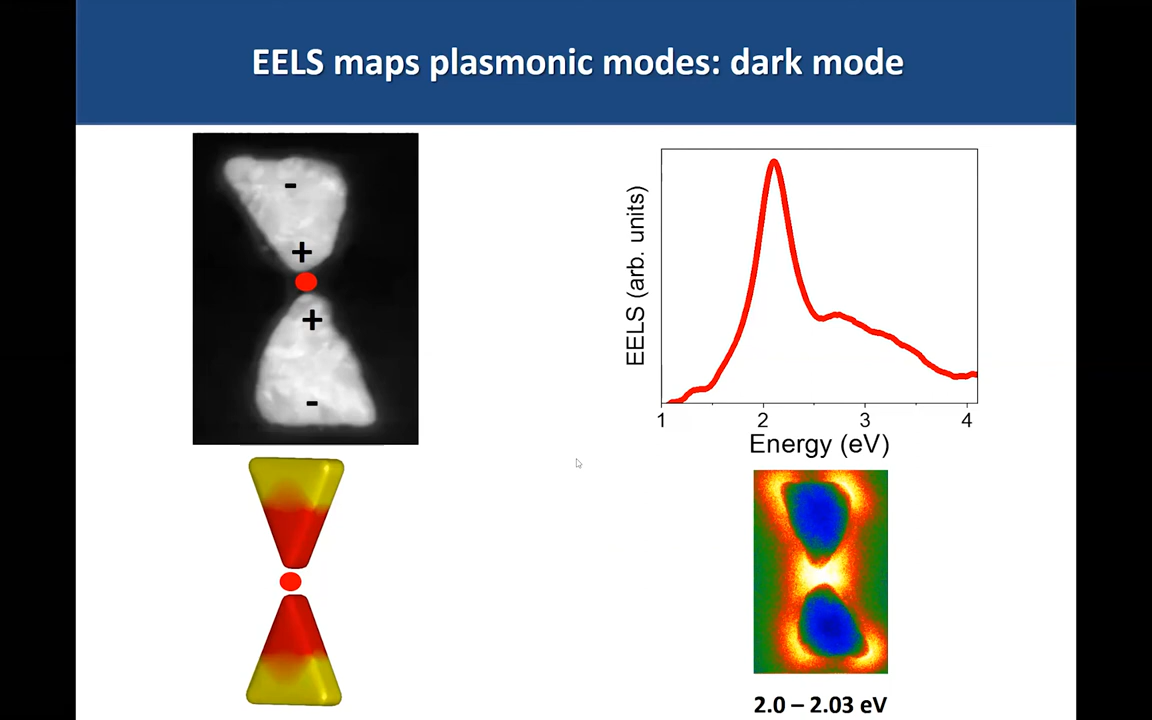 EELS maps plasmonic modes: dark mode
-
+
+
-
EELS (arb. units)
1 2 3 4
Energy (eV)
2.0 – 2.03 eV